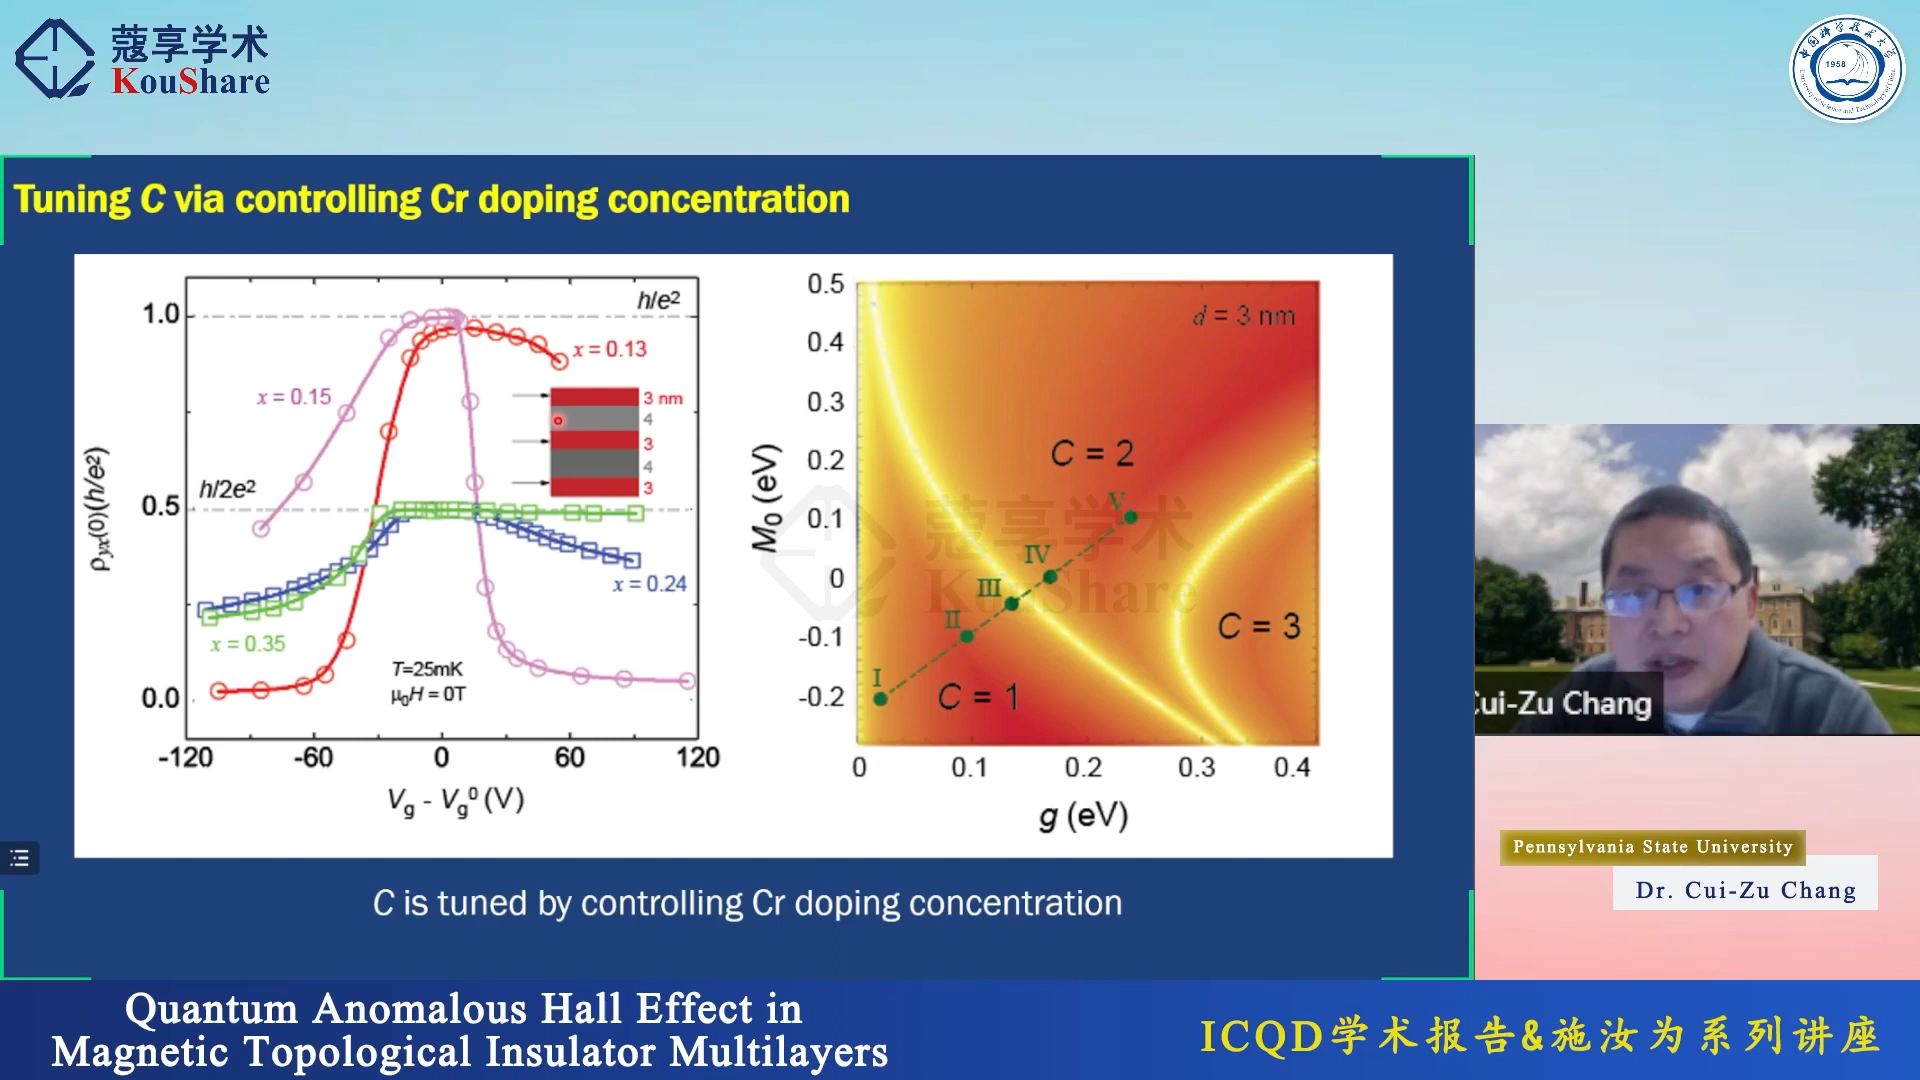 蔻享学术
KouShare
1958
Tuning C via controlling Cr doping concentration
1.0
0.5
0.0
ρyx(0)(h/e²)
h/e²
h/2e²
x = 0.13
x = 0.15
x = 0.24
x = 0.35
3 nm
4
3
4
3
T=25mK
μ₀H = 0T
-120
-60
0
60
120
Vg - Vg⁰ (V)
0.5
0.4
0.3
0.2
0.1
0
-0.1
-0.2
M₀ (eV)
d = 3 nm
C = 2
C = 3
C = 1
I
II
III
IV
V
0
0.1
0.2
0.3
0.4
g (eV)
蔻享学术
KouShare
C is tuned by controlling Cr doping concentration
Cui-Zu Chang
Pennsylvania State University
Dr. Cui-Zu Chang
Quantum Anomalous Hall Effect in
Magnetic Topological Insulator Multilayers
ICQD学术报告&施汝为系列讲座